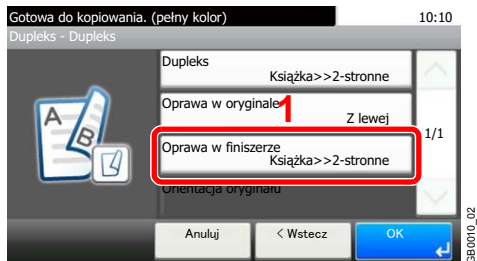 Gotowa do kopiowania. (pełny kolor)
10:10
Dupleks - Dupleks
Dupleks
Książka>>2-stronne
Oprawa w oryginale
1
Z lewej
Oprawa w finiszerze
Książka>>2-stronne
1/1
Orientacja oryginału
A
B
Anuluj
< Wstecz
OK
GB0010_02